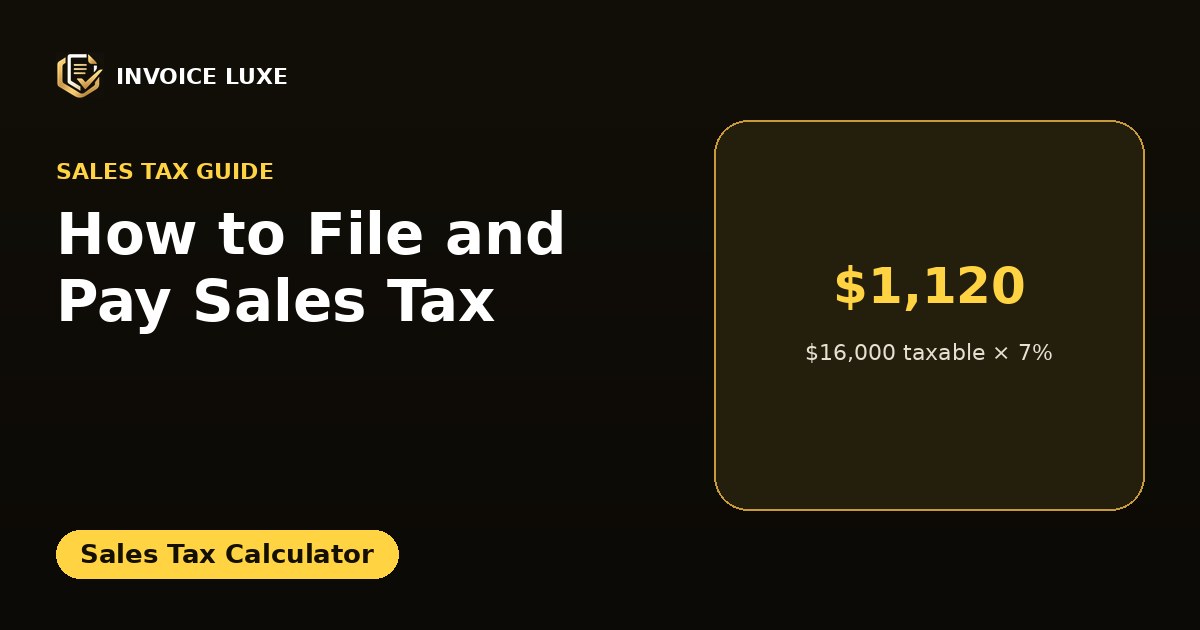 INVOICE LUXE
SALES TAX GUIDE
How to File and
Pay Sales Tax
$1,120
$16,000 taxable × 7%
Sales Tax Calculator